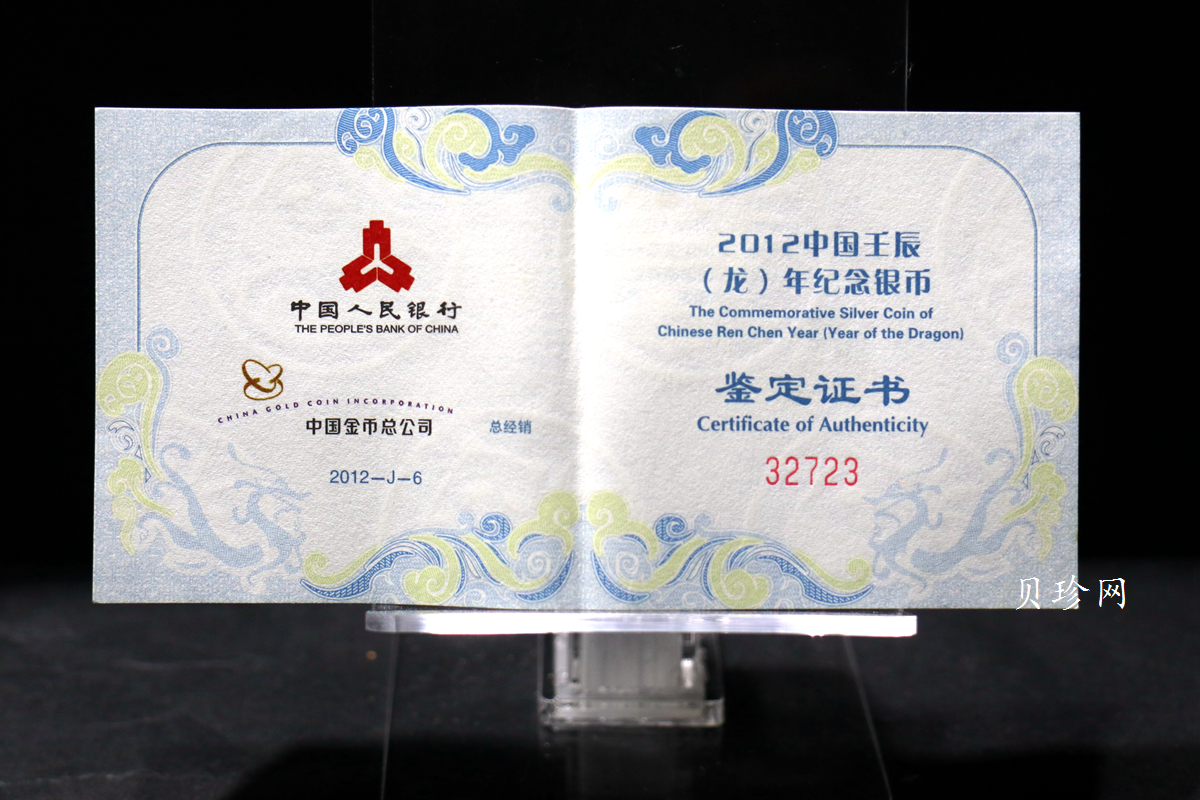 中国人民银行
THE PEOPLE'S BANK OF CHINA
CHINA GOLD COIN INCORPORATION
中国金币总公司 总经销
2012—J—6
2012中国壬辰
（龙）年纪念银币
The Commemorative Silver Coin of
Chinese Ren Chen Year (Year of the Dragon)
鉴定证书
Certificate of Authenticity
32723
贝珍网